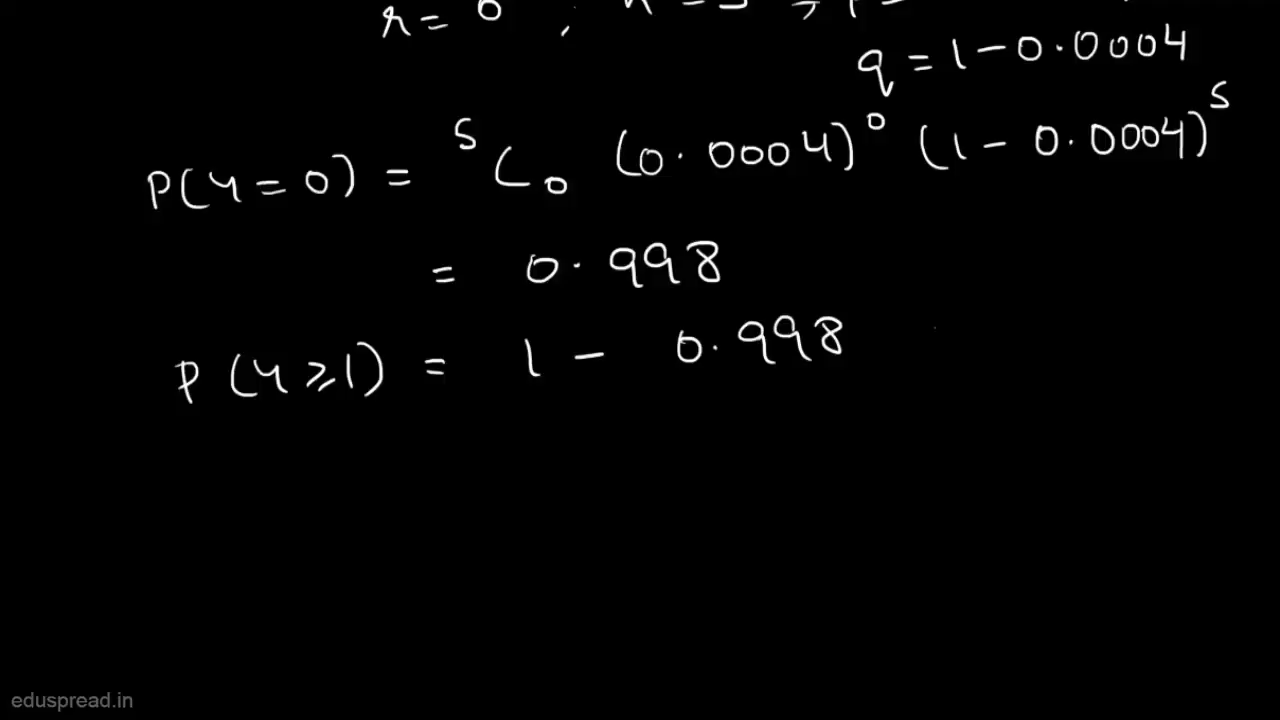 r = 0 ;
q = 1 - 0.0004
P(Y = 0) = ⁵C₀ (0.0004)⁰ (1 - 0.0004)⁵
= 0.998
P(Y ⩾ 1) = 1 - 0.998
eduspread.in